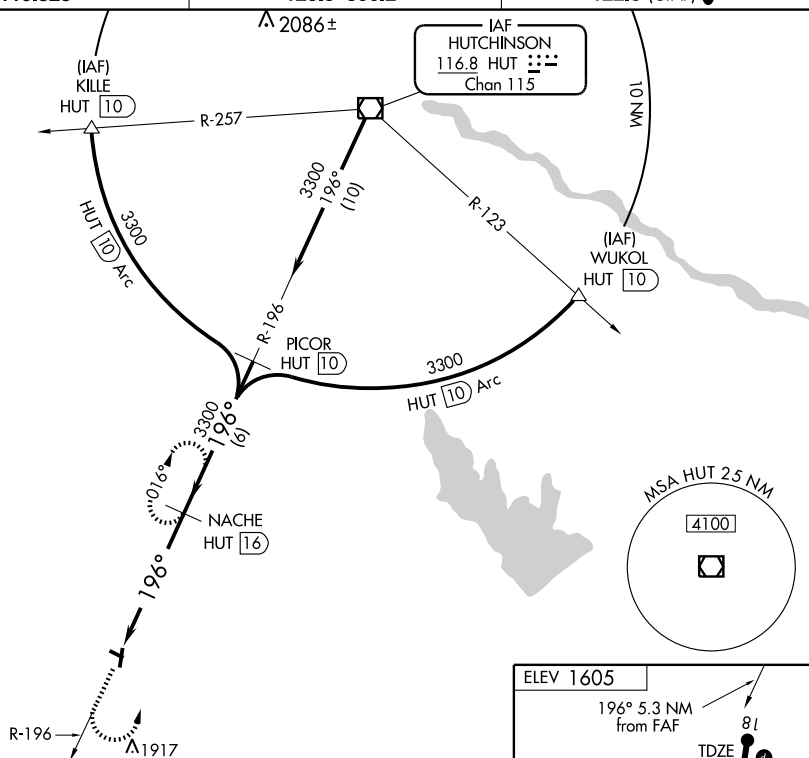 2086±
IAF
HUTCHINSON
116.8 HUT
Chan 115
(IAF)
KILLE
HUT 10
R-257
10 NM
3300
196°
(10)
R-123
3300
HUT 10 Arc
(IAF)
WUKOL
HUT 10
R-196
PICOR
HUT 10
3300
HUT 10 Arc
3300
196°
(6)
016°
NACHE
HUT 16
MSA HUT 25 NM
4100
196°
R-196
1917
ELEV 1605
196° 5.3 NM
from FAF
18
TDZE